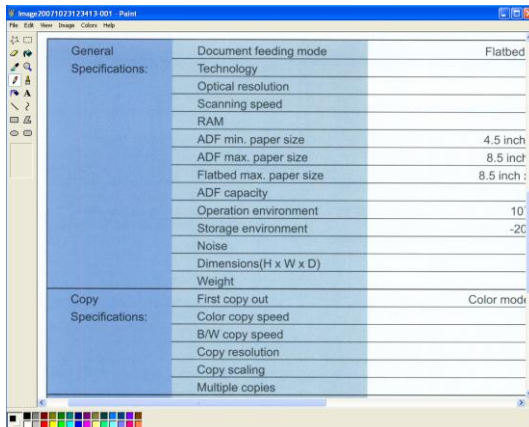 Image20071023123413-001 - Paint
File Edit View Image Colors Help
General Document feeding mode Flatbed
Specifications: Technology
Optical resolution
Scanning speed
RAM
ADF min. paper size 4.5 inch
ADF max. paper size 8.5 inch
Flatbed max. paper size 8.5 inch
ADF capacity
Operation environment 10
Storage environment -20
Noise
Dimensions(H x W x D)
Weight
Copy First copy out Color mode
Specifications: Color copy speed
B/W copy speed
Copy resolution
Copy scaling
Multiple copies